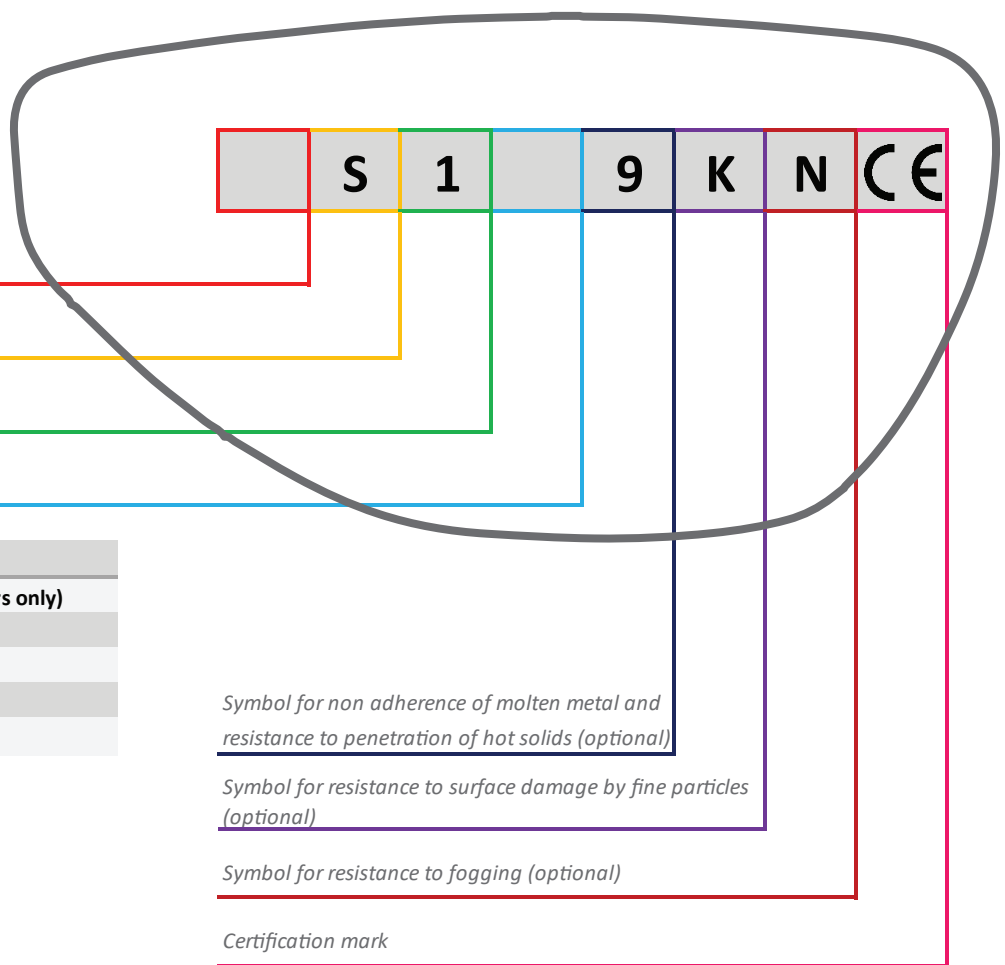 S 1 9 K N CE
s only)
Symbol for non adherence of molten metal and
resistance to penetration of hot solids (optional)
Symbol for resistance to surface damage by fine particles
(optional)
Symbol for resistance to fogging (optional)
Certification mark